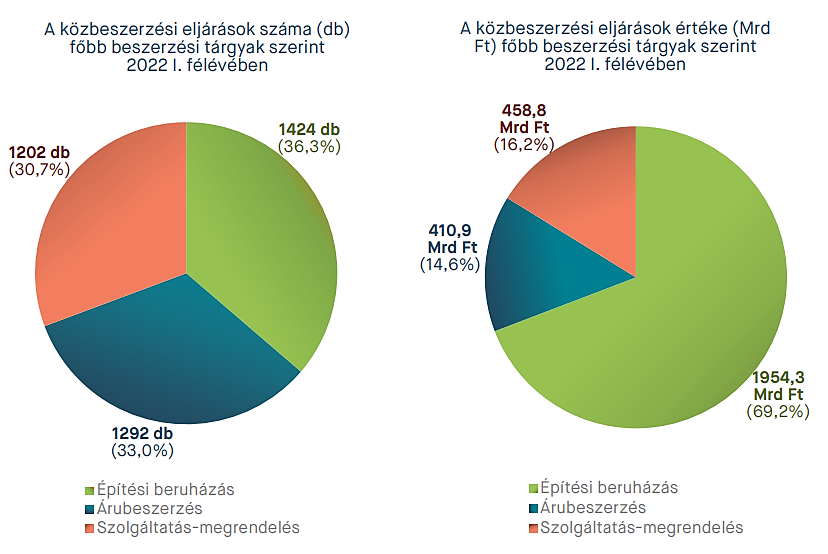 A közbeszerzési eljárások száma (db)
főbb beszerzési tárgyak szerint
2022 I. félévében
1424 db
(36,3%)
1202 db
(30,7%)
1292 db
(33,0%)
Építési beruházás
Árubeszerzés
Szolgáltatás-megrendelés
A közbeszerzési eljárások értéke (Mrd
Ft) főbb beszerzési tárgyak szerint
2022 I. félévében
458,8
Mrd Ft
(16,2%)
410,9
Mrd Ft
(14,6%)
1954,3
Mrd Ft
(69,2%)
Építési beruházás
Árubeszerzés
Szolgáltatás-megrendelés